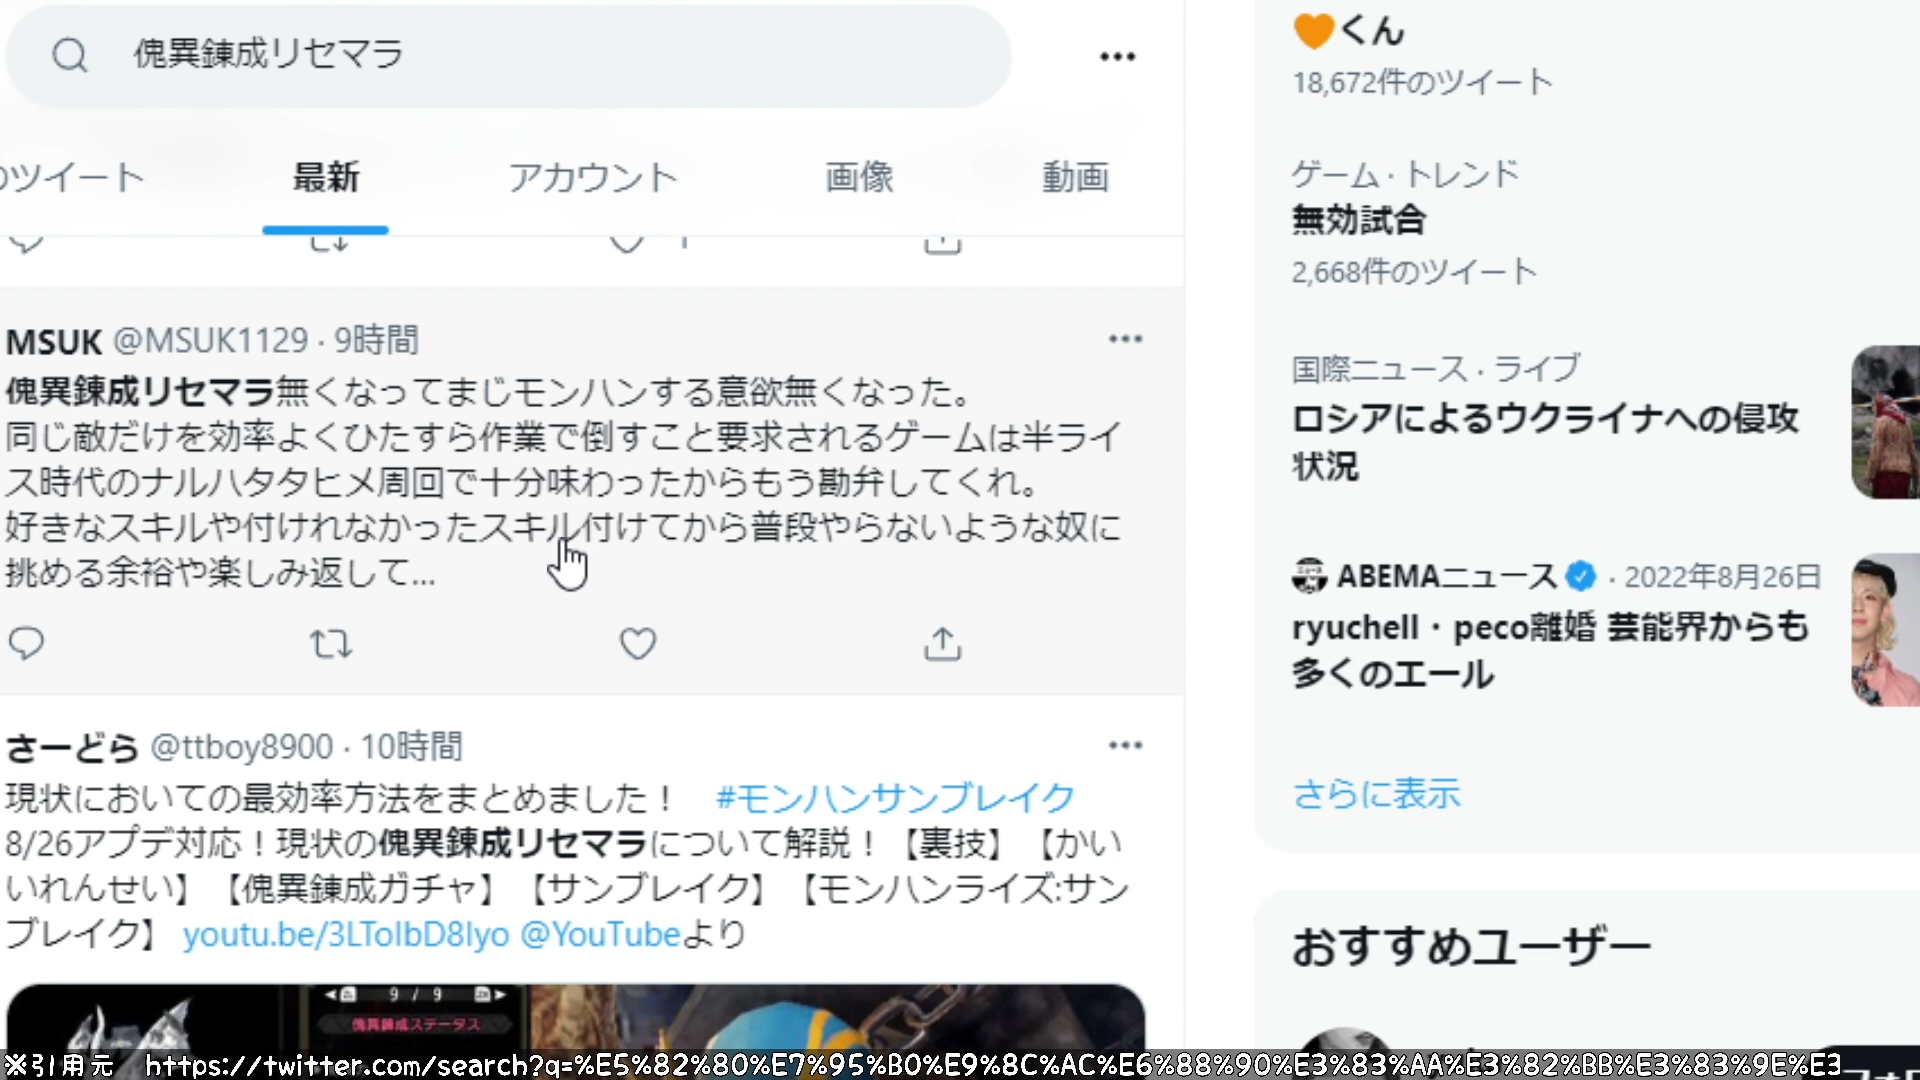 傀異錬成リセマラ
のツイート
最新
アカウント
画像
動画
MSUK @MSUK1129 · 9時間
傀異錬成リセマラ無くなってまじモンハンする意欲無くなった。
同じ敵だけを効率よくひたすら作業で倒すこと要求されるゲームは半ライ
ス時代のナルハタタヒメ周回で十分味わったからもう勘弁してくれ。
好きなスキルや付けれなかったスキル付けてから普段やらないような奴に
挑める余裕や楽しみ返して...
さーどら @ttboy8900 · 10時間
現状においての最効率方法をまとめました！ #モンハンサンブレイク
8/26アプデ対応！現状の傀異錬成リセマラについて解説！【裏技】【かい
いれんせい】【傀異錬成ガチャ】【サンブレイク】【モンハンライズ:サン
ブレイク】 youtu.be/3LTolbD8lyo @YouTubeより
9 / 9
傀異錬成ステータス
🧡くん
18,672件のツイート
ゲーム · トレンド
無効試合
2,668件のツイート
国際ニュース · ライブ
ロシアによるウクライナへの侵攻
状況
ABEMAニュース · 2022年8月26日
ryuchell・peco離婚 芸能界からも
多くのエール
さらに表示
おすすめユーザー
※引用元 https://twitter.com/search?q=%E5%82%80%E7%95%B0%E9%8C%AC%E6%88%90%E3%83%AA%E3%82%BB%E3%83%9E%E3